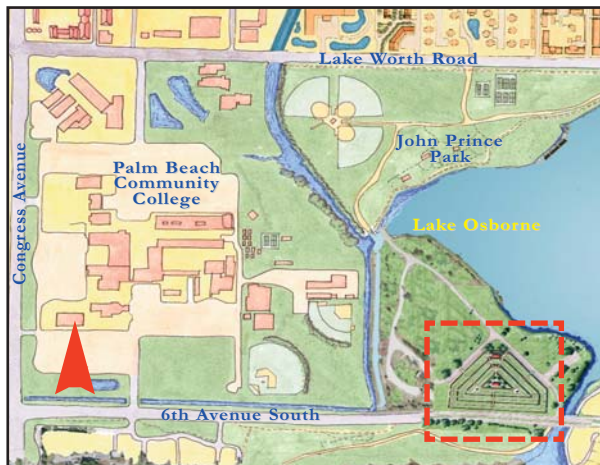 Lake Worth Road
John Prince
Park
Palm Beach
Community
College
Lake Osborne
Congress Avenue
6th Avenue South